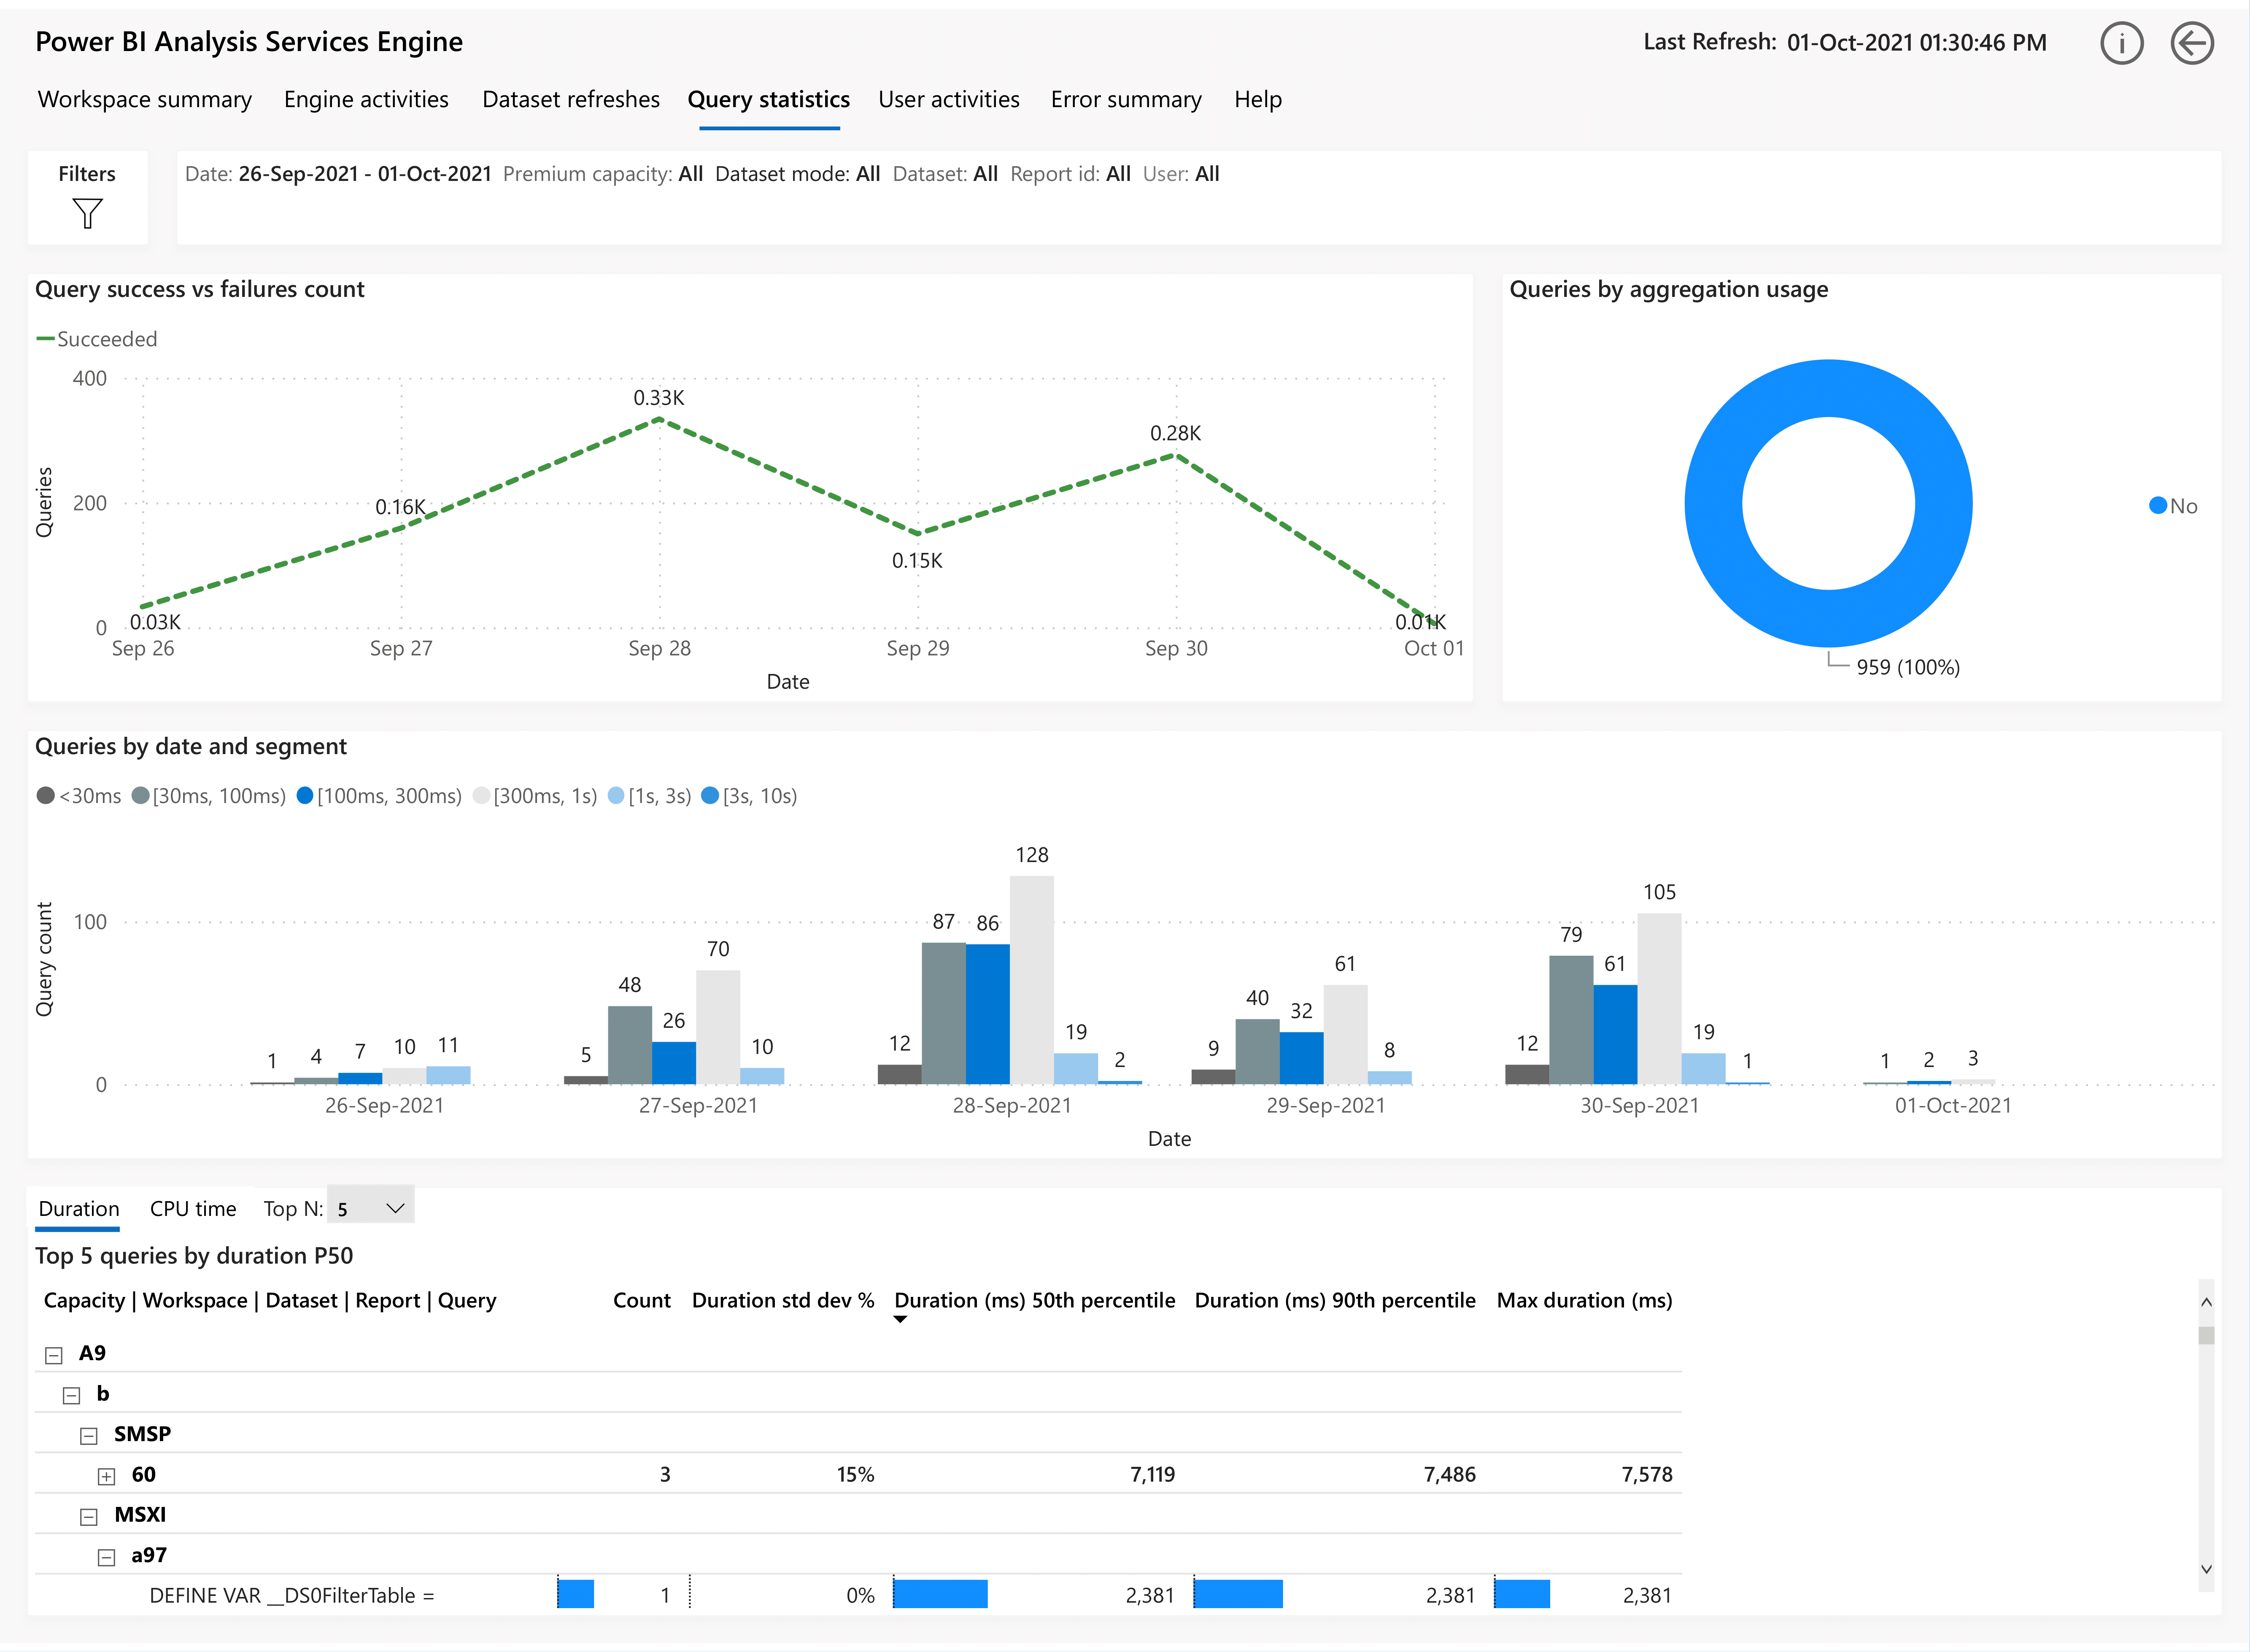 Power BI Analysis Services Engine
Last Refresh: 01-Oct-2021 01:30:46 PM
Workspace summary Engine activities Dataset refreshes Query statistics User activities Error summary Help
Filters
Date: 26-Sep-2021 - 01-Oct-2021 Premium capacity: All Dataset mode: All Dataset: All Report id: All User: All
Query success vs failures count
Succeeded
400
200
0
Queries
0.03K
0.16K
0.33K
0.15K
0.28K
0.01K
Sep 26 Sep 27 Sep 28 Sep 29 Sep 30 Oct 01
Date
Queries by aggregation usage
No
959 (100%)
Queries by date and segment
<30ms [30ms, 100ms) [100ms, 300ms) [300ms, 1s) [1s, 3s) [3s, 10s)
Query count
100
0
1 4 7 10 11
5 48 26 70 10
12 87 86 128 19 2
9 40 32 61 8
12 79 61 105 19 1
1 2 3
26-Sep-2021 27-Sep-2021 28-Sep-2021 29-Sep-2021 30-Sep-2021 01-Oct-2021
Date
Duration CPU time Top N: 5
Top 5 queries by duration P50
Capacity | Workspace | Dataset | Report | Query Count Duration std dev % Duration (ms) 50th percentile Duration (ms) 90th percentile Max duration (ms)
A9
b
SMSP
60 3 15% 7,119 7,486 7,578
MSXI
a97
DEFINE VAR __DS0FilterTable = 1 0% 2,381 2,381 2,381